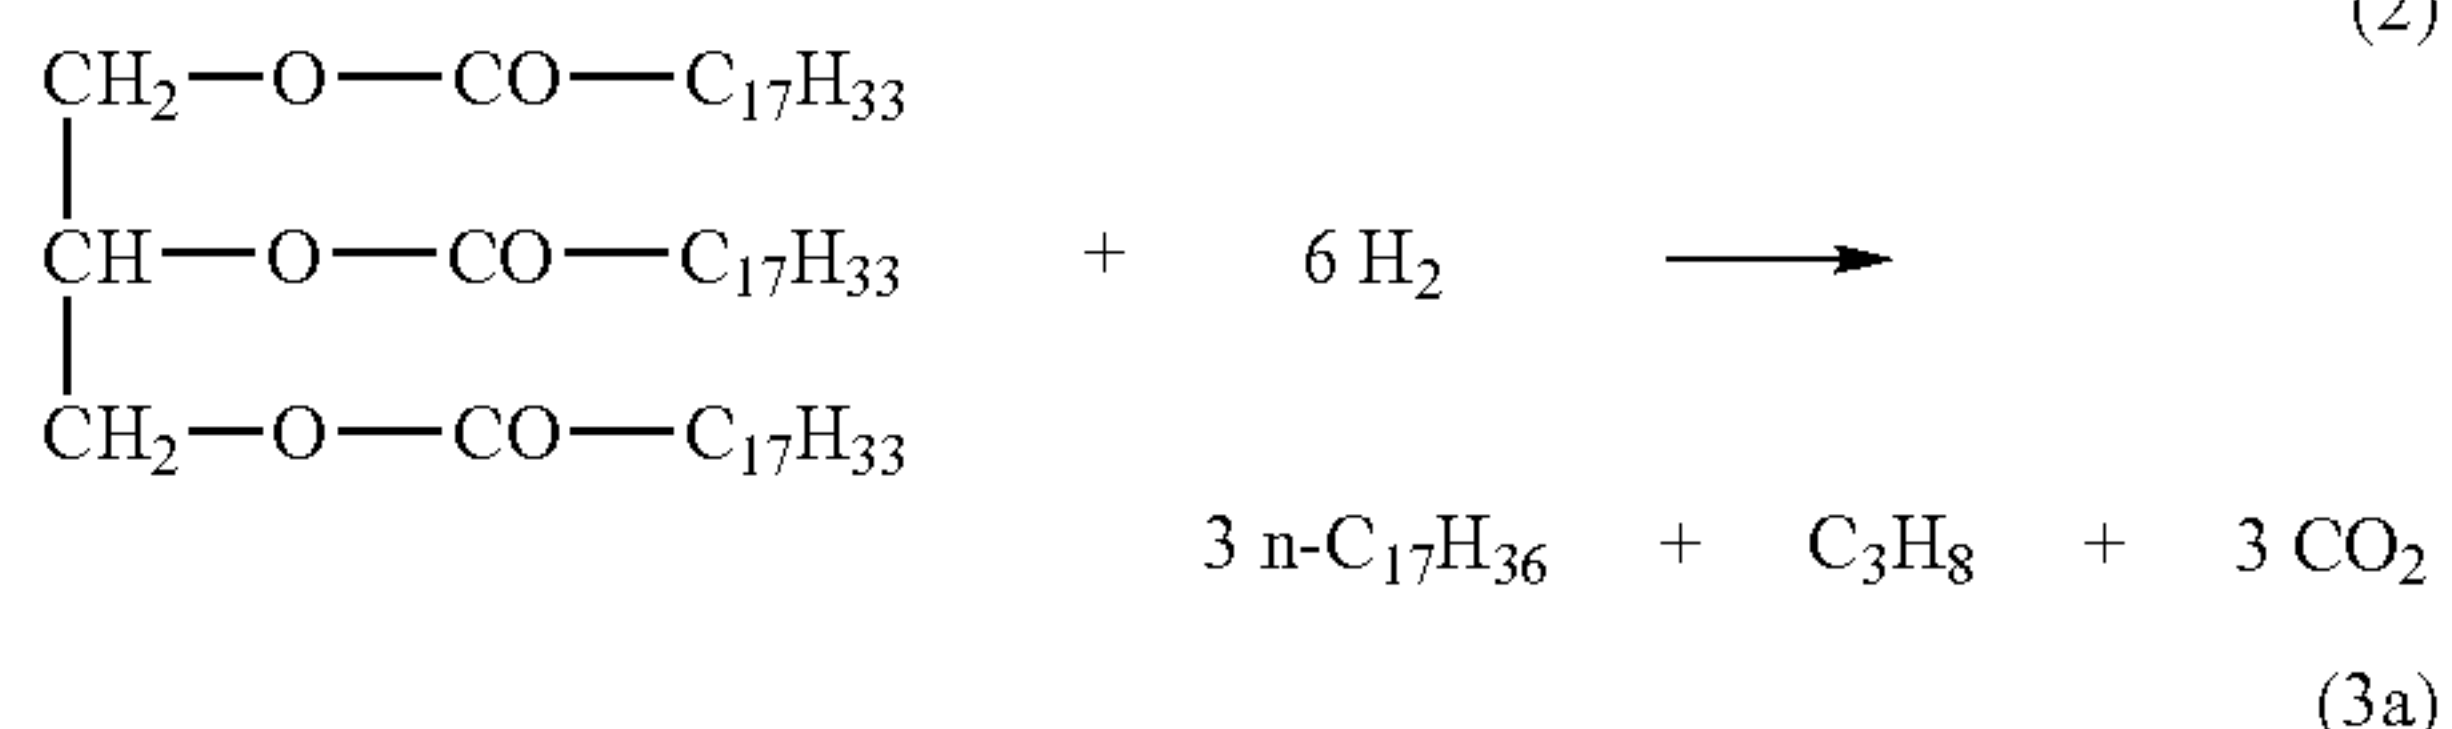 (2)
CH₂—O—CO—C₁₇H₃₃
CH—O—CO—C₁₇H₃₃ + 6 H₂ ⟶
CH₂—O—CO—C₁₇H₃₃
3 n-C₁₇H₃₆ + C₃H₈ + 3 CO₂
(3a)